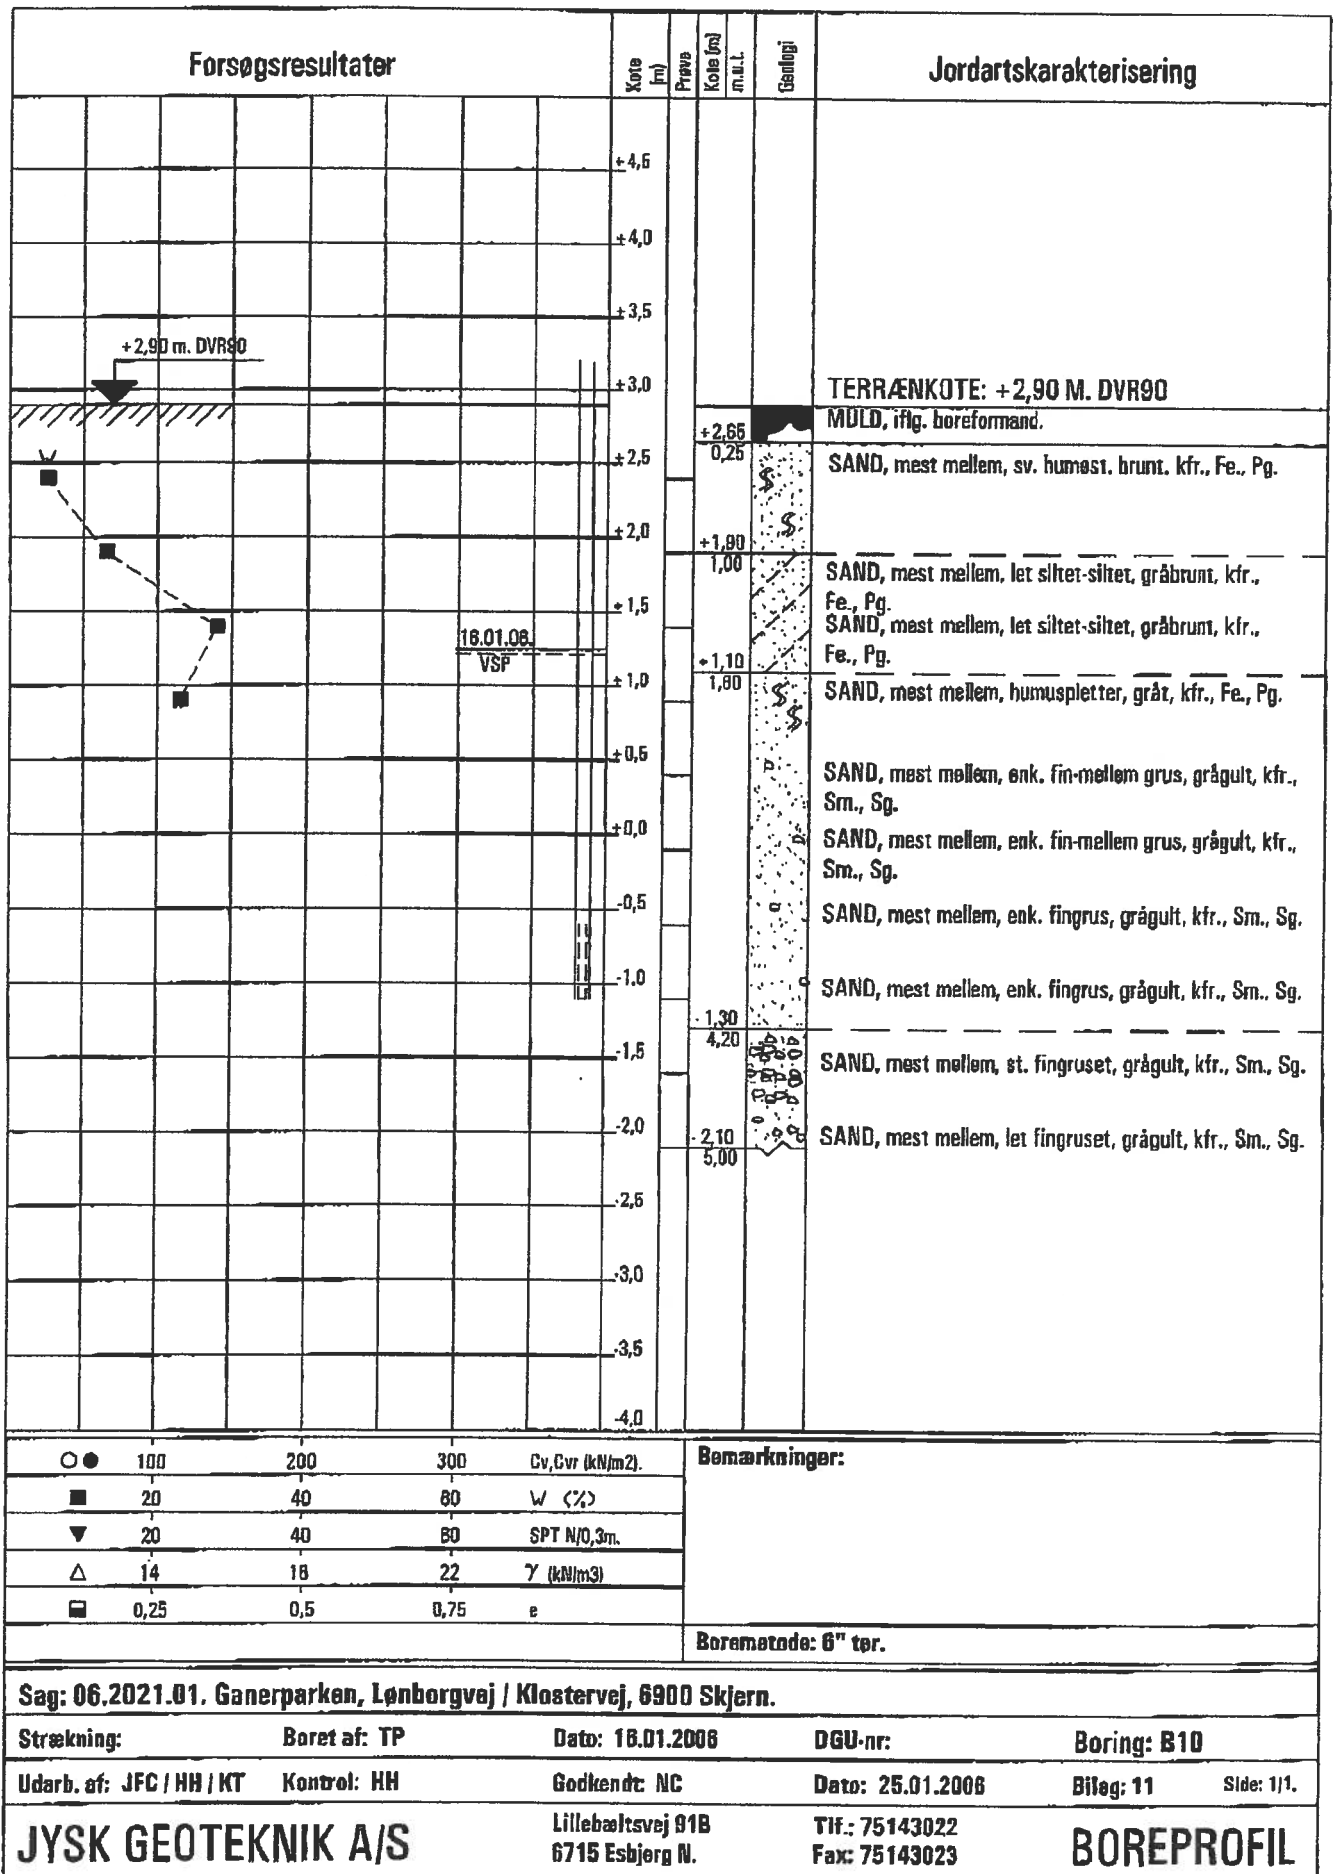 Forsøgsresultater
Kote (m)
Prøve
Kote (m)
m.u.t.
Geologi
Jordartskarakterisering
+4,5
+4,0
+3,5
+2,90 m. DVR90
+3,0
TERRÆNKOTE: +2,90 M. DVR90
MULD, iflg. boreformand.
+2,65
0,25
W
+2,5
SAND, mest mellem, sv. humøst. brunt. kfr., Fe., Pg.
+2,0
+1,90
1,00
SAND, mest mellem, let siltet-siltet, gråbrunt, kfr.,
Fe., Pg.
+1,5
SAND, mest mellem, let siltet-siltet, gråbrunt, kfr.,
Fe., Pg.
16.01.06.
VSP
+1,10
1,80
+1,0
SAND, mest mellem, humuspletter, gråt, kfr., Fe., Pg.
+0,5
SAND, mest mellem, enk. fin-mellem grus, grågult, kfr.,
Sm., Sg.
+0,0
SAND, mest mellem, enk. fin-mellem grus, grågult, kfr.,
Sm., Sg.
-0,5
SAND, mest mellem, enk. fingrus, grågult, kfr., Sm., Sg.
-1,0
SAND, mest mellem, enk. fingrus, grågult, kfr., Sm., Sg.
-1,30
4,20
-1,5
SAND, mest mellem, st. fingruset, grågult, kfr., Sm., Sg.
-2,0
-2,10
5,00
SAND, mest mellem, let fingruset, grågult, kfr., Sm., Sg.
-2,5
-3,0
-3,5
-4,0
100 200 300 Cv,Cvr (kN/m2).
20 40 60 W (%)
20 40 60 SPT N/0,3m.
14 18 22 γ (kN/m3)
0,25 0,5 0,75 e
Bemærkninger:
Boremetode: 6" tør.
Sag: 06.2021.01. Ganerparken, Lønborgvej / Klostervej, 6900 Skjern.
Strækning: Boret af: TP Dato: 16.01.2006 DGU-nr: Boring: B10
Udarb. af: JFC / HH / KT Kontrol: HH Godkendt: NC Dato: 25.01.2006 Bilag: 11 Side: 1/1.
JYSK GEOTEKNIK A/S
Lillebæltsvej 91B
6715 Esbjerg N.
Tlf.: 75143022
Fax: 75143023
BOREPROFIL